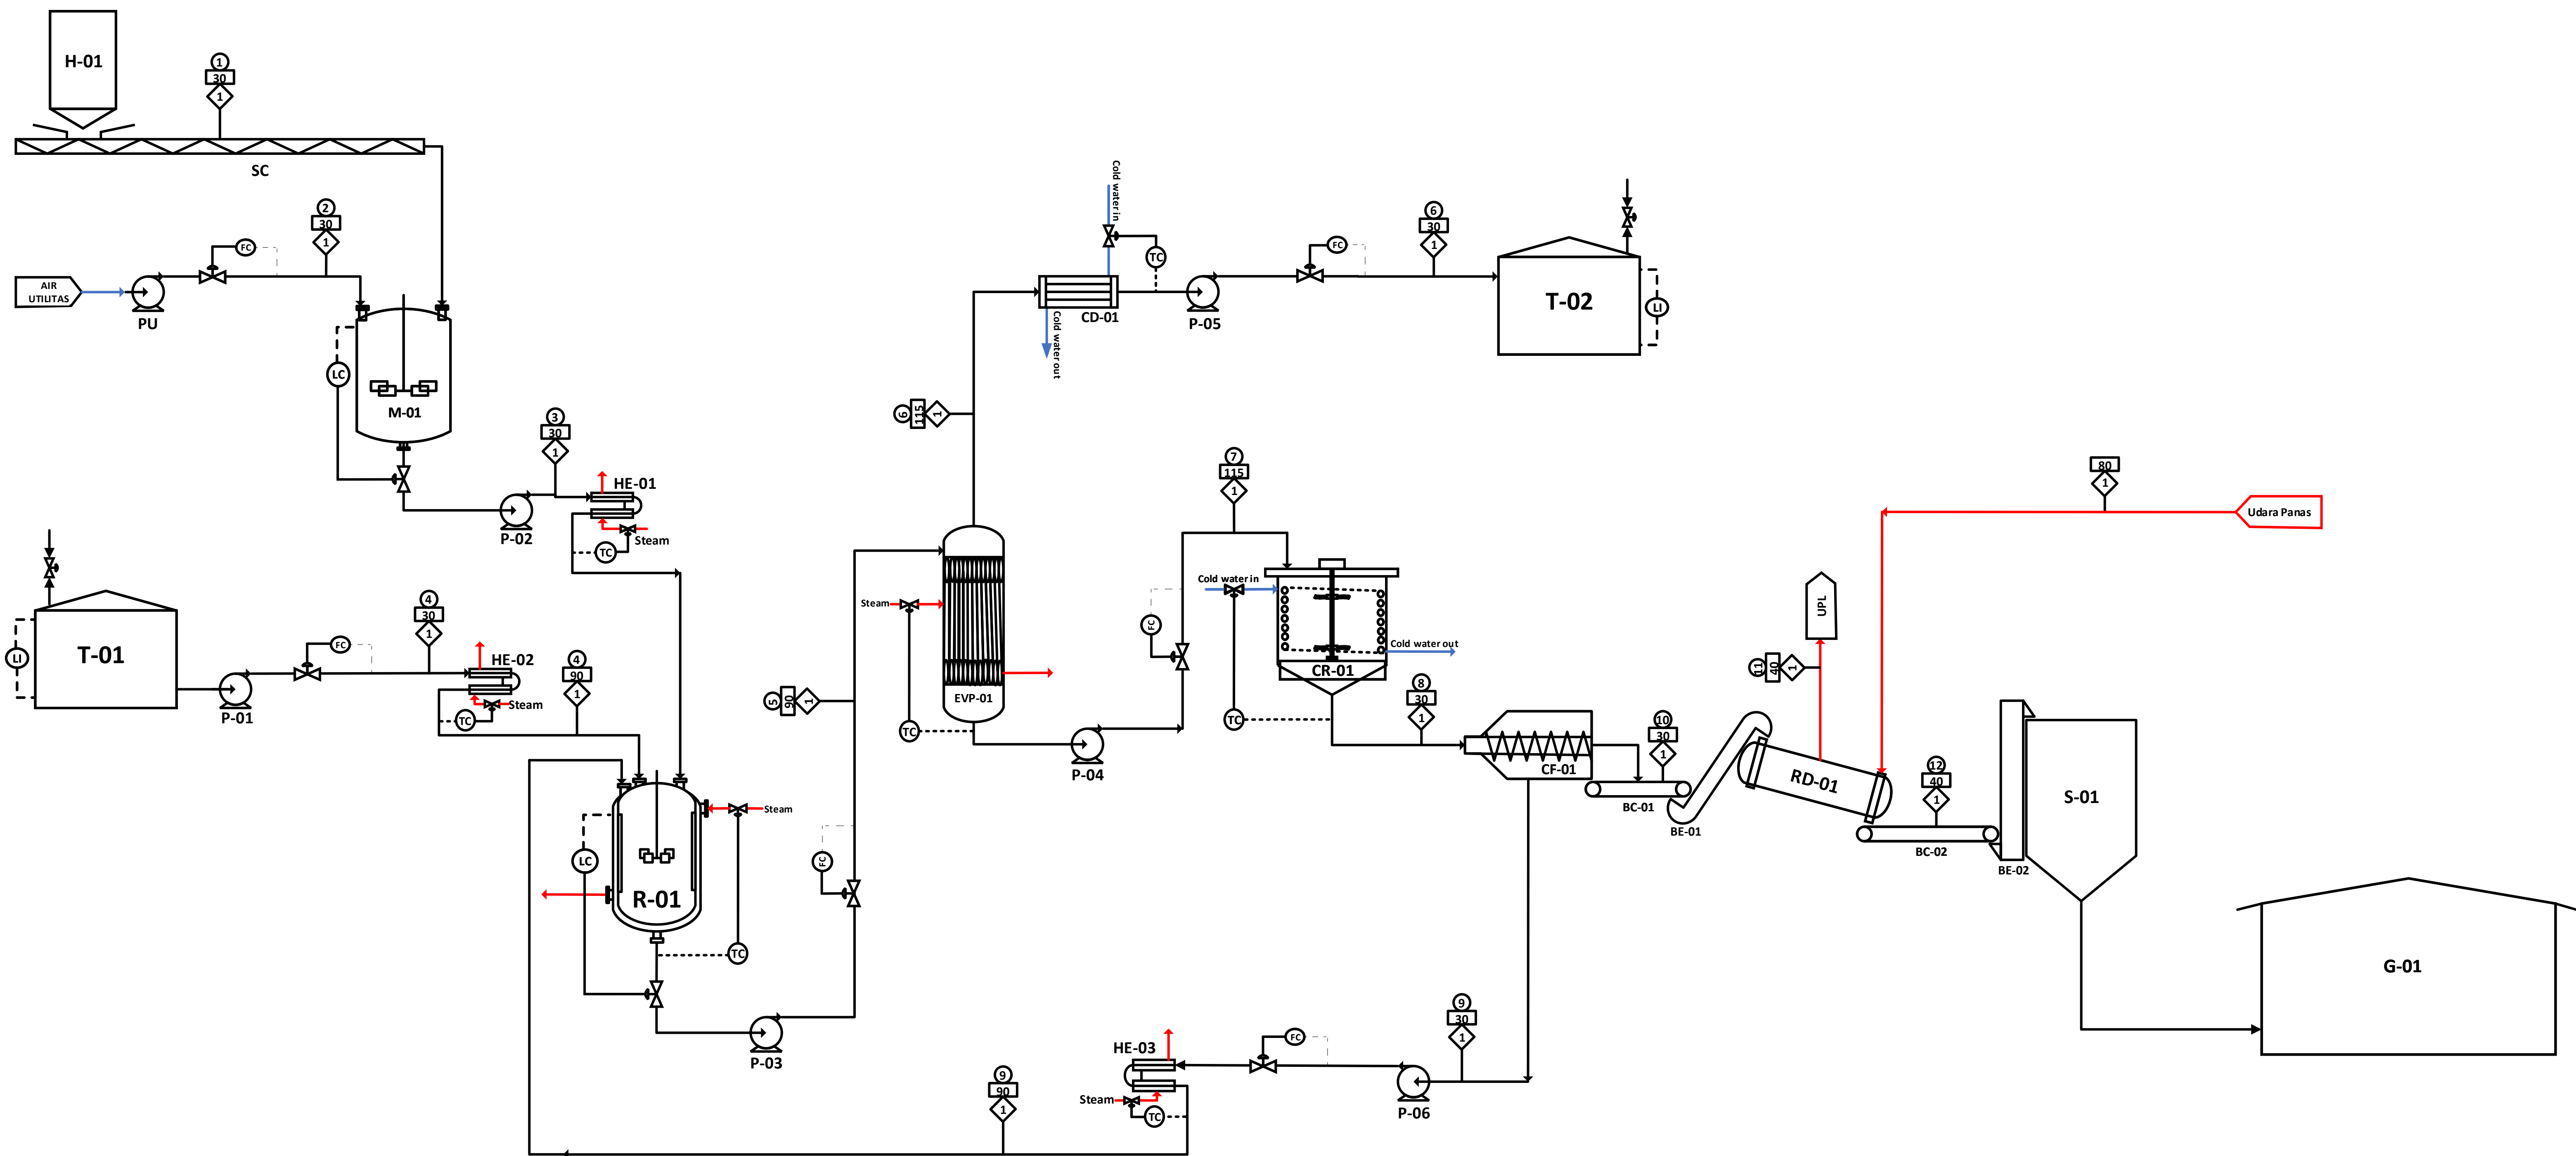 H-01
1
30
1
SC
2
30
1
FC
AIR
UTILITAS
PU
LC
M-01
3
30
1
HE-01
P-02
TC
Steam
LI
T-01
P-01
FC
4
30
1
HE-02
TC
Steam
4
90
1
R-01
LC
Steam
TC
P-03
FC
5
90
1
6
115
1
Steam
TC
EVP-01
Cold water in
TC
CD-01
Cold water out
P-05
FC
6
30
1
T-02
LI
P-04
FC
7
115
1
Cold water in
Cold water out
CR-01
TC
8
30
1
CF-01
10
30
1
BC-01
BE-01
RD-01
11
40
1
UPL
80
1
Udara Panas
12
40
1
BC-02
BE-02
S-01
G-01
9
30
1
P-06
FC
HE-03
Steam
TC
9
90
1